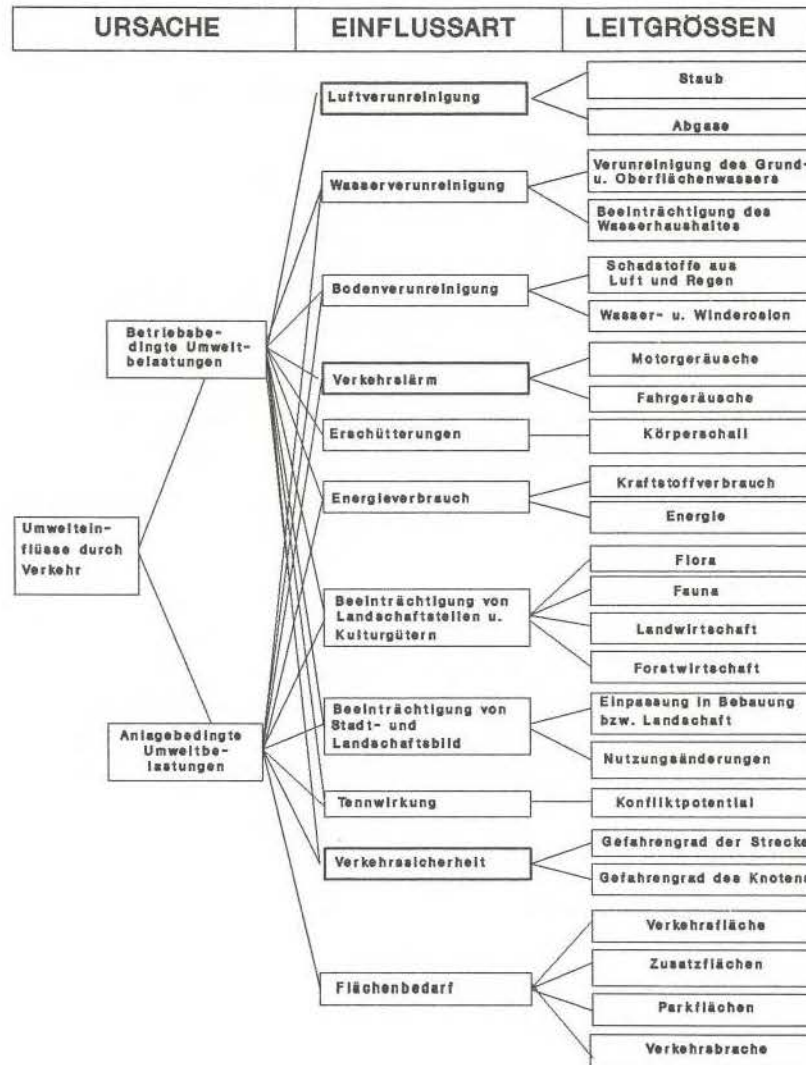 URSACHE
EINFLUSSART
LEITGRÖSSEN
Umweltein-
flüsse durch
Verkehr
Betriebsbe-
dingte Umwelt-
belastungen
Anlagebedingte
Umweltbe-
lastungen
Luftverunreinigung
Wasserverunreinigung
Bodenverunreinigung
Verkehrslärm
Erschütterungen
Energieverbrauch
Beeinträchtigung von
Landschaftsteilen u.
Kulturgütern
Beeinträchtigung von
Stadt- und
Landschaftsbild
Tennwirkung
Verkehrssicherheit
Flächenbedarf
Staub
Abgase
Verunreinigung des Grund-
u. Oberflächenwassers
Beeinträchtigung des
Wasserhaushaltes
Schadstoffe aus
Luft und Regen
Wasser- u. Winderosion
Motorgeräusche
Fahrgeräusche
Körperschall
Kraftstoffverbrauch
Energie
Flora
Fauna
Landwirtschaft
Forstwirtschaft
Einpassung in Bebauung
bzw. Landschaft
Nutzungsänderungen
Konfliktpotential
Gefahrengrad der Strecke
Gefahrengrad des Knotens
Verkehrsfläche
Zusatzflächen
Parkflächen
Verkehrsbrache